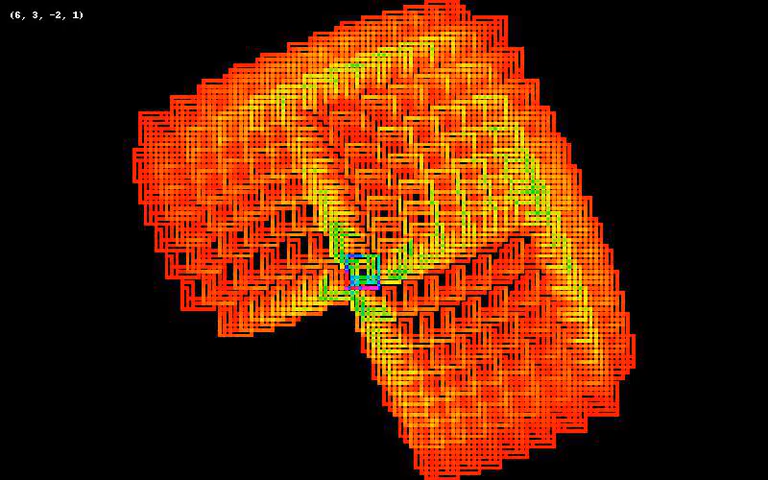 (6, 3, -2, 1)